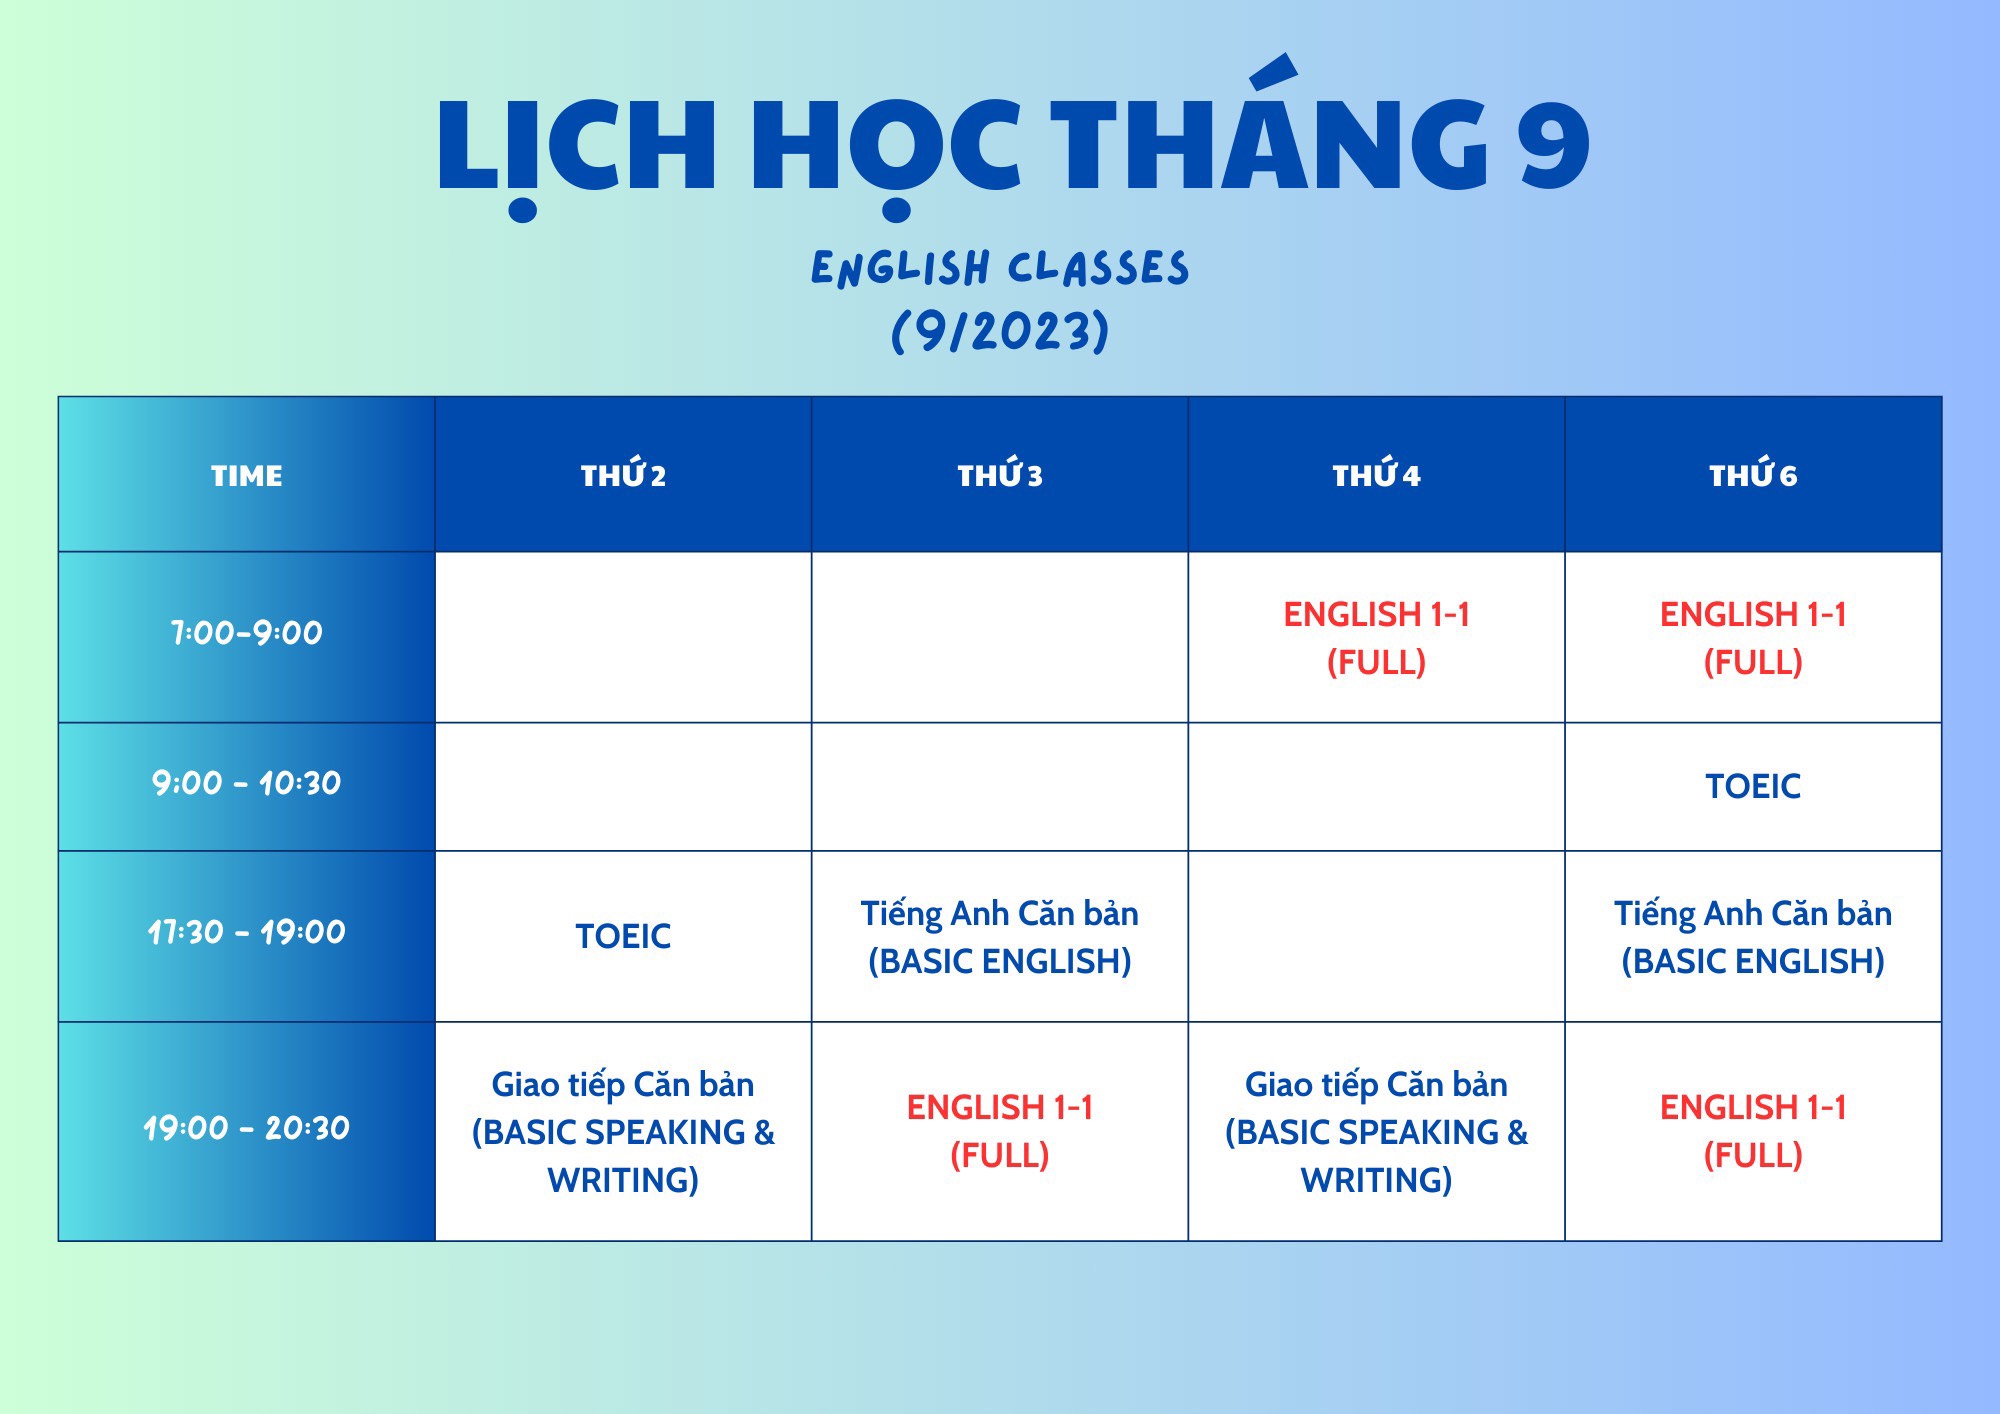 LỊCH HỌC THÁNG 9
ENGLISH CLASSES
(9/2023)
TIME
THỨ 2
THỨ 3
THỨ 4
THỨ 6
7:00-9:00
ENGLISH 1-1
(FULL)
ENGLISH 1-1
(FULL)
9:00 - 10:30
TOEIC
17:30 - 19:00
TOEIC
Tiếng Anh Căn bản
(BASIC ENGLISH)
Tiếng Anh Căn bản
(BASIC ENGLISH)
19:00 - 20:30
Giao tiếp Căn bản
(BASIC SPEAKING &
WRITING)
ENGLISH 1-1
(FULL)
Giao tiếp Căn bản
(BASIC SPEAKING &
WRITING)
ENGLISH 1-1
(FULL)